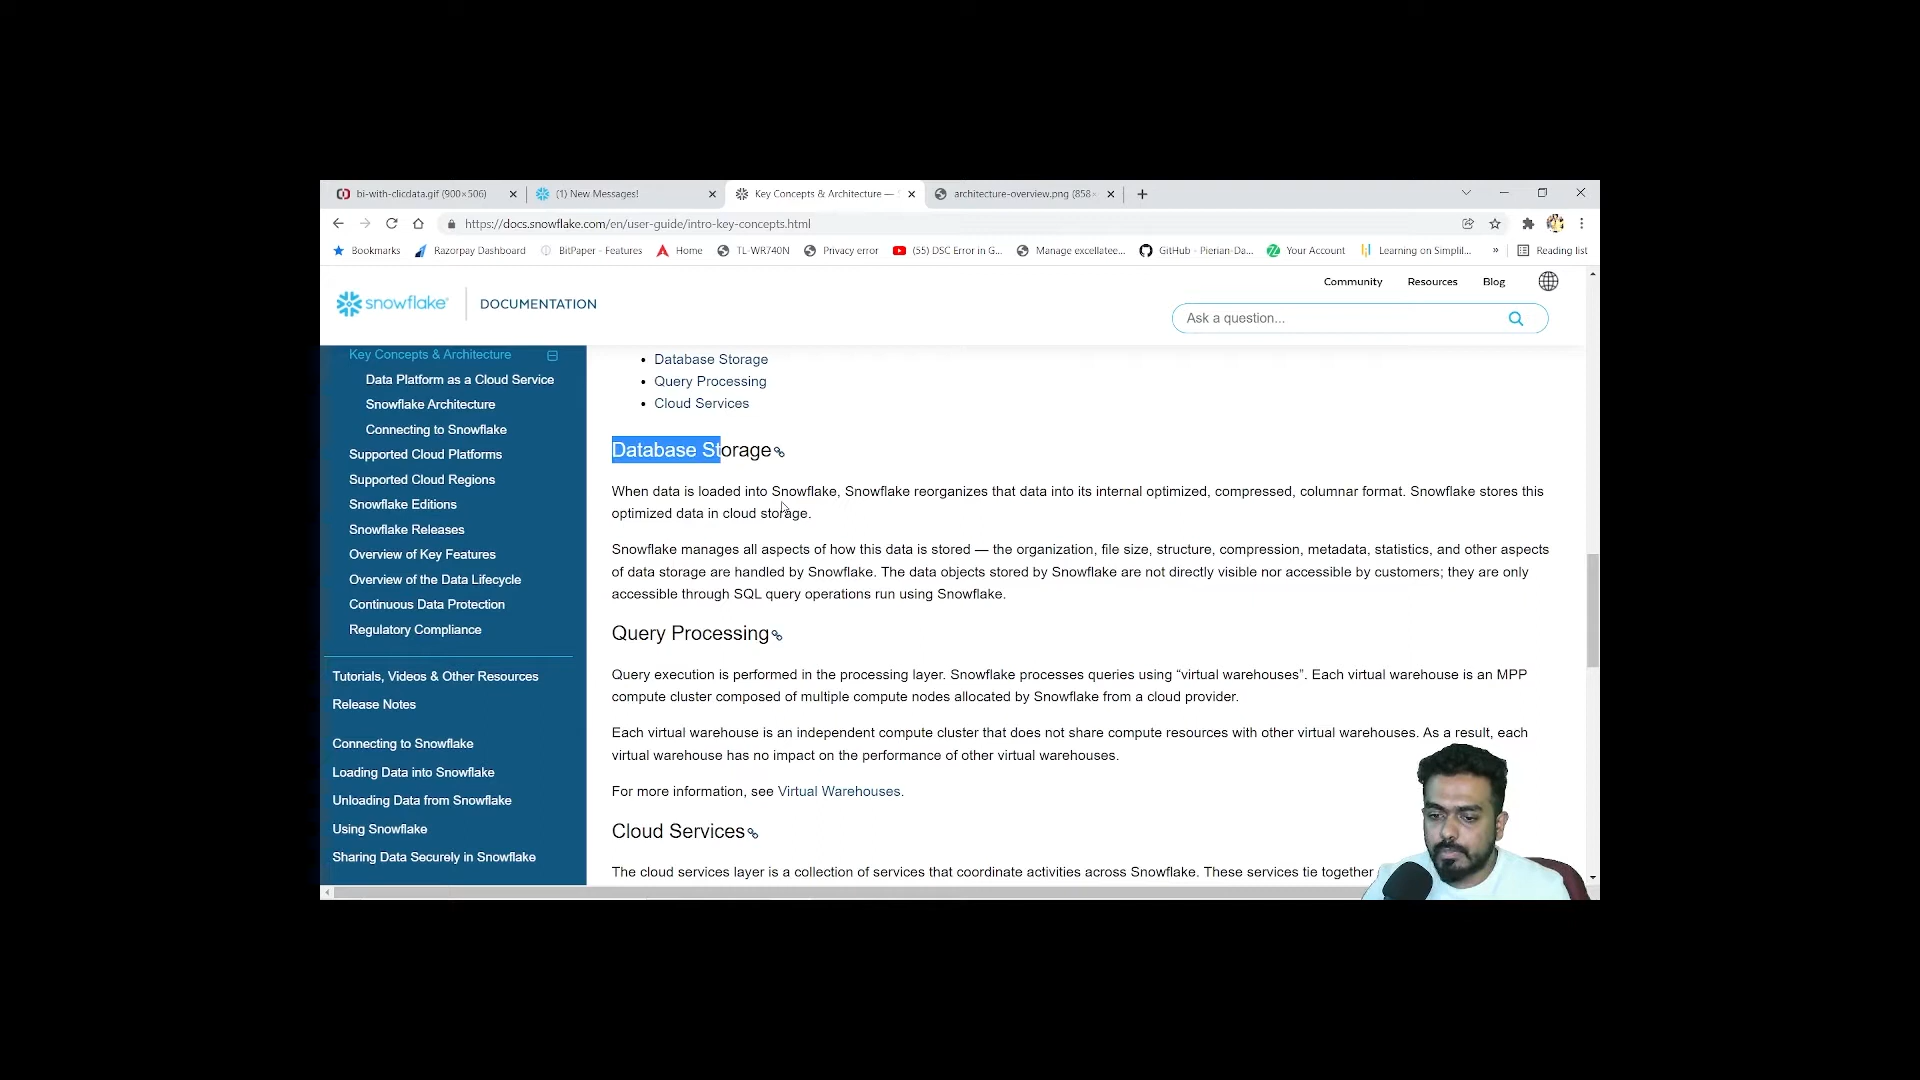 bi-with-clicdata.gif (900×506)
(1) New Messages!
Key Concepts & Architecture —
architecture-overview.png (858×
https://docs.snowflake.com/en/user-guide/intro-key-concepts.html
Bookmarks
Razorpay Dashboard
BitPaper - Features
Home
TL-WR740N
Privacy error
(55) DSC Error in G...
Manage excellatee...
GitHub - Pierian-Da...
Your Account
Learning on Simplil...
»
Reading list
Community
Resources
Blog
snowflake
DOCUMENTATION
Ask a question...
Key Concepts & Architecture
Data Platform as a Cloud Service
Snowflake Architecture
Connecting to Snowflake
Supported Cloud Platforms
Supported Cloud Regions
Snowflake Editions
Snowflake Releases
Overview of Key Features
Overview of the Data Lifecycle
Continuous Data Protection
Regulatory Compliance
Tutorials, Videos & Other Resources
Release Notes
Connecting to Snowflake
Loading Data into Snowflake
Unloading Data from Snowflake
Using Snowflake
Sharing Data Securely in Snowflake
• Database Storage
• Query Processing
• Cloud Services
Database Storage
When data is loaded into Snowflake, Snowflake reorganizes that data into its internal optimized, compressed, columnar format. Snowflake stores this
optimized data in cloud storage.
Snowflake manages all aspects of how this data is stored — the organization, file size, structure, compression, metadata, statistics, and other aspects
of data storage are handled by Snowflake. The data objects stored by Snowflake are not directly visible nor accessible by customers; they are only
accessible through SQL query operations run using Snowflake.
Query Processing
Query execution is performed in the processing layer. Snowflake processes queries using “virtual warehouses”. Each virtual warehouse is an MPP
compute cluster composed of multiple compute nodes allocated by Snowflake from a cloud provider.
Each virtual warehouse is an independent compute cluster that does not share compute resources with other virtual warehouses. As a result, each
virtual warehouse has no impact on the performance of other virtual warehouses.
For more information, see Virtual Warehouses.
Cloud Services
The cloud services layer is a collection of services that coordinate activities across Snowflake. These services tie together